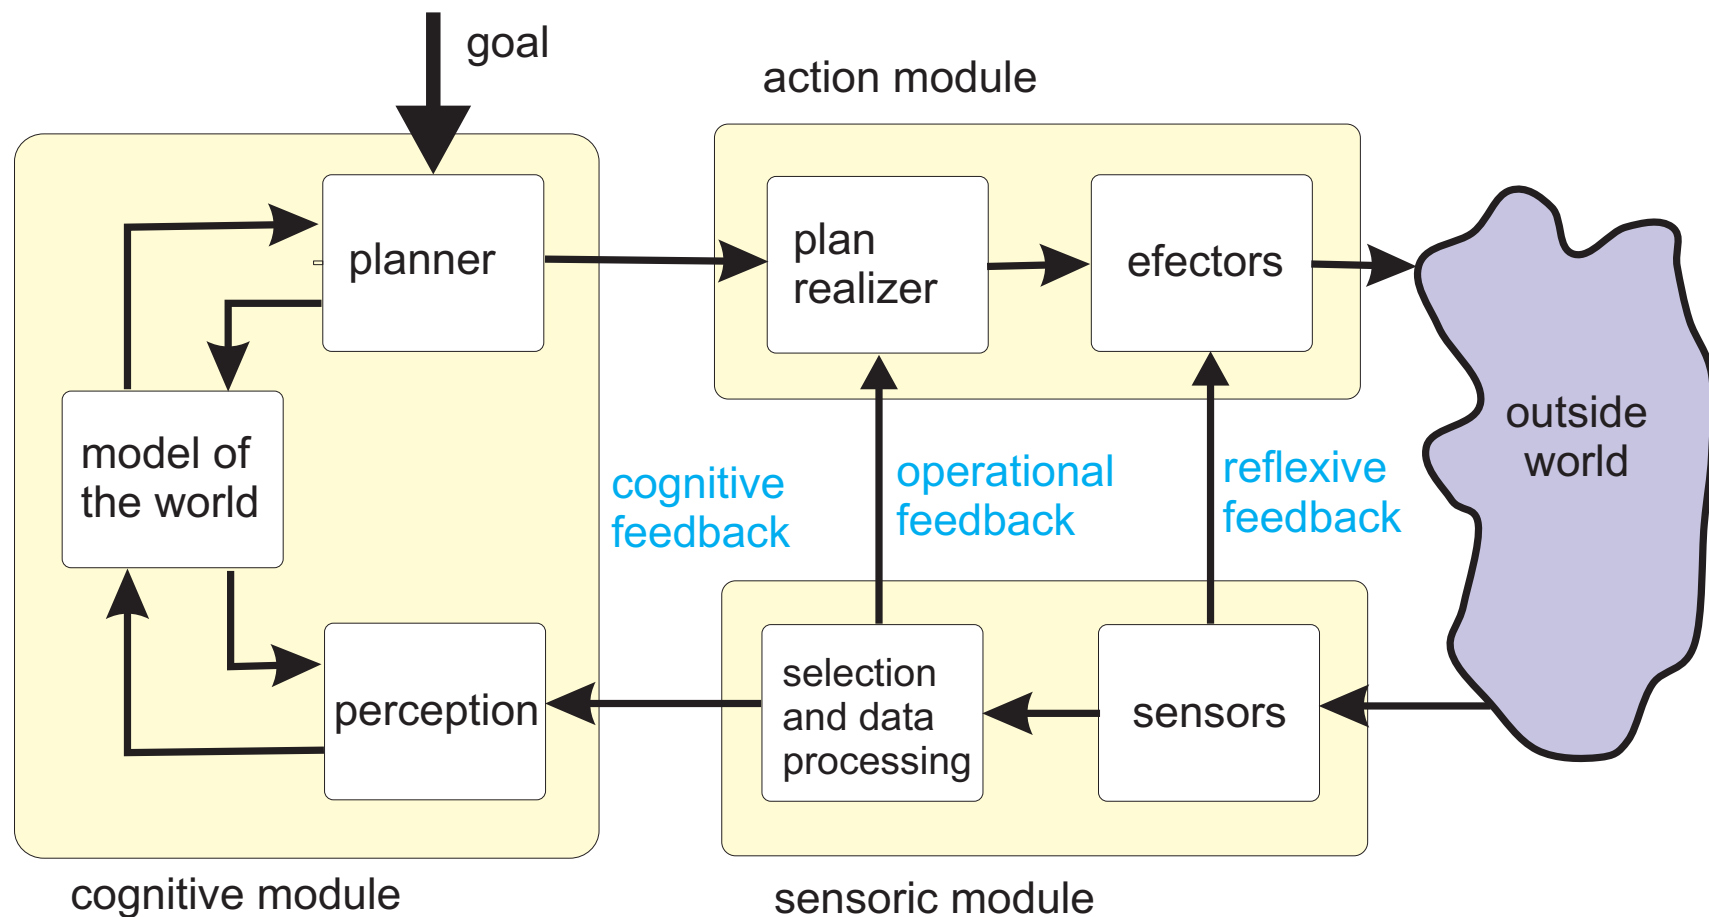 goal
action module
planner
plan
realizer
efectors
model of
the world
outside
world
cognitive
feedback
operational
feedback
reflexive
feedback
perception
selection
and data
processing
sensors
cognitive module
sensoric module